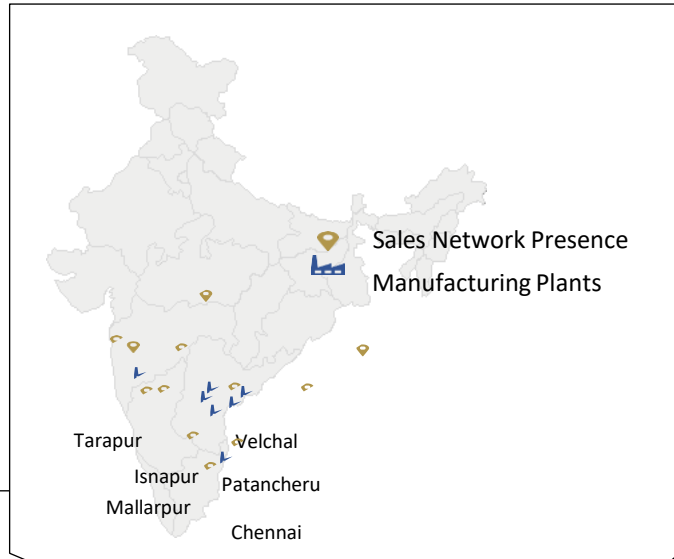 Sales Network Presence
Manufacturing Plants
Tarapur
Velchal
Isnapur
Patancheru
Mallarpur
Chennai